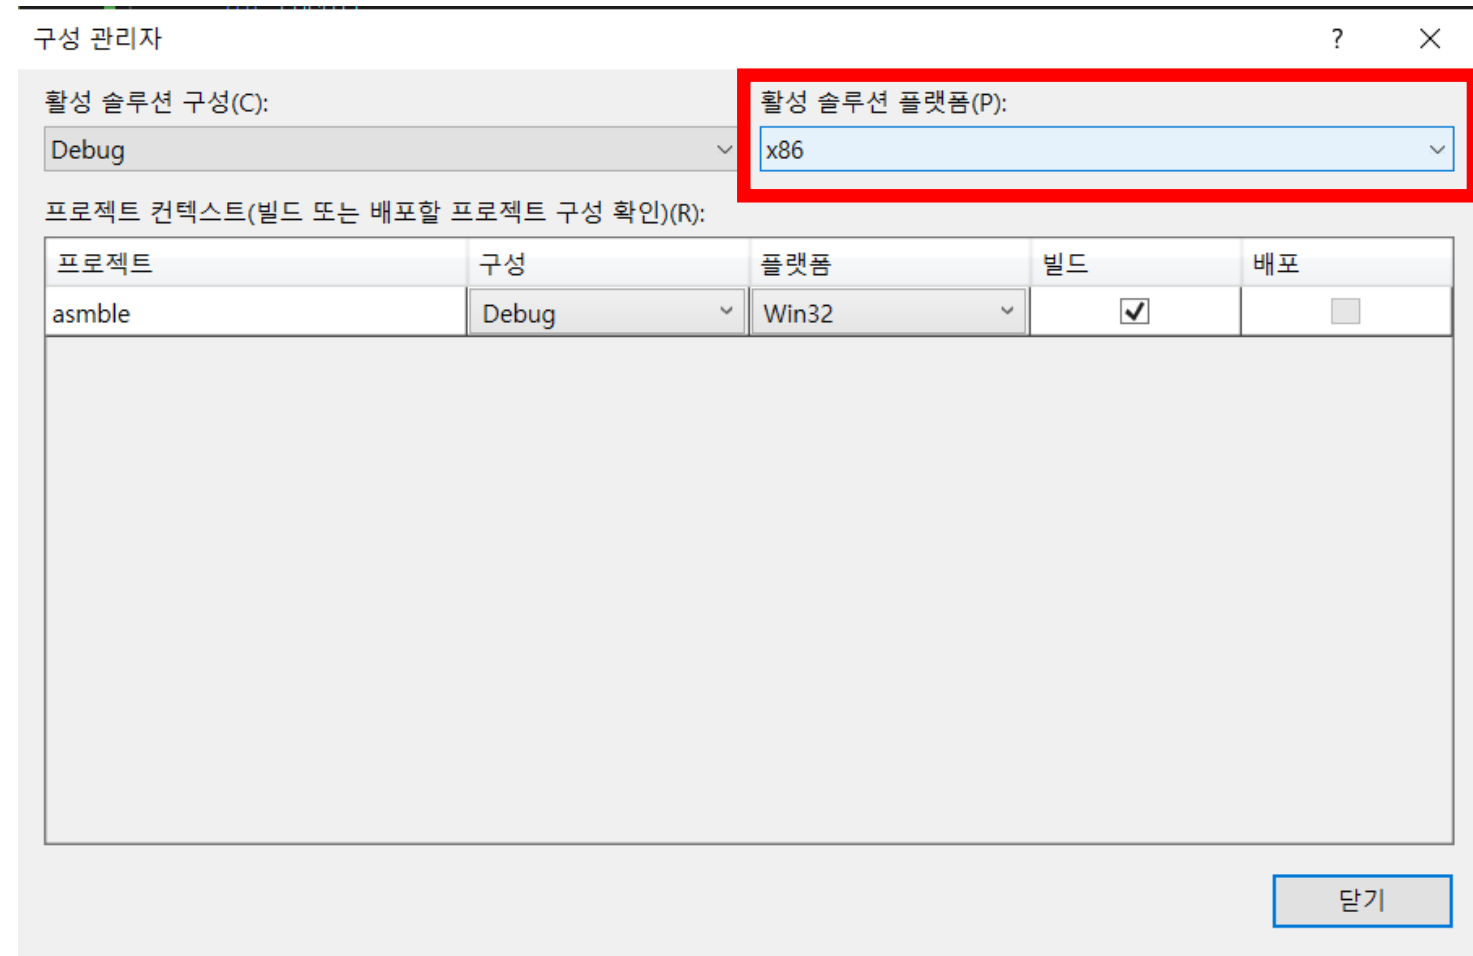 구성 관리자 ?
활성 솔루션 구성(C): 활성 솔루션 플랫폼(P):
Debug x86
프로젝트 컨텍스트(빌드 또는 배포할 프로젝트 구성 확인)(R):
프로젝트 구성 플랫폼 빌드 배포
asmble Debug Win32
닫기